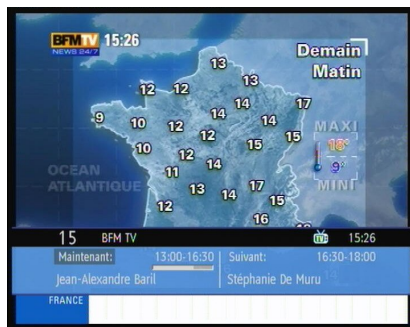 BFM TV 15:26
NEWS 24/7
Demain
Matin
13
13
12 12
14 17
9 14
10 12 14
12 15
10 15
MAXI
18°
9°
MINI
12 14
11
OCEAN
ATLANTIQUE
13 14 17
12 15
16
15 BFM TV 15:26
Maintenant: 13:00-16:30 Suivant: 16:30-18:00
Jean-Alexandre Baril Stéphanie De Muru
FRANCE